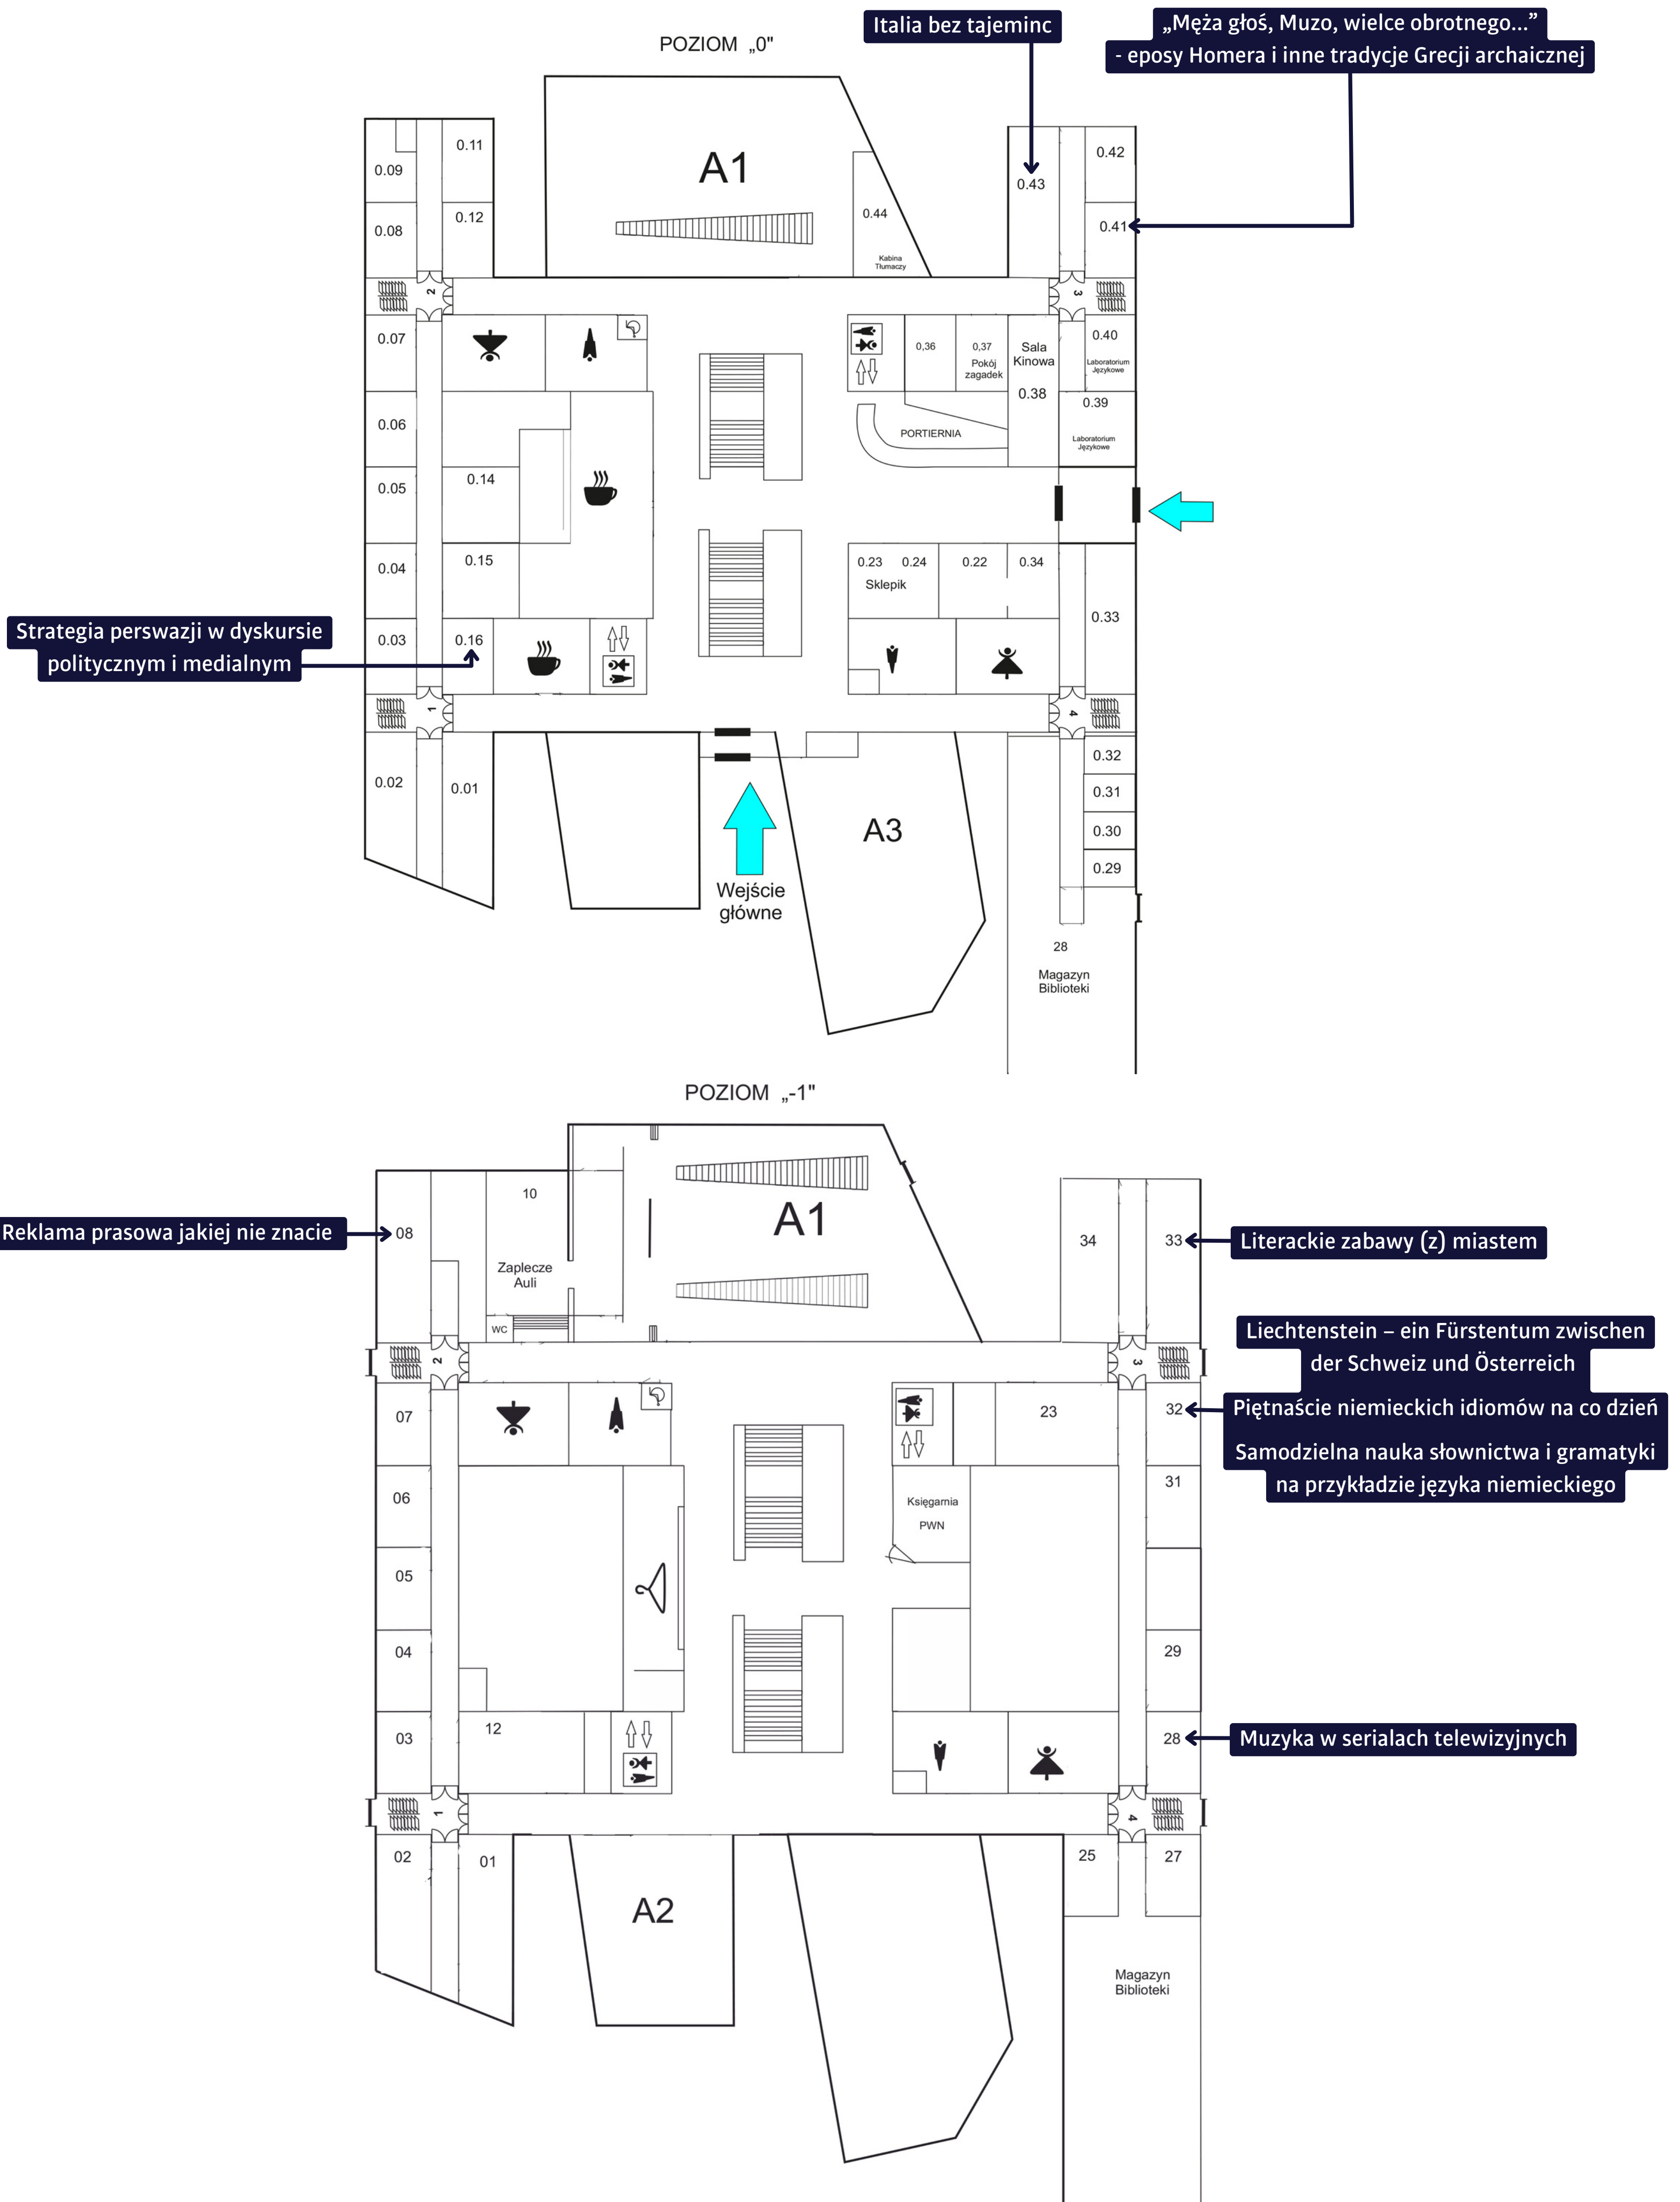 Italia bez tajeminc
„Męża głoś, Muzo, wielce obrotnego...”
- eposy Homera i inne tradycje Grecji archaicznej
POZIOM „0"
A1
0.11
0.09
0.12
0.08
0.44
Kabina
Tłumaczy
0.43
0.42
0.41
2
3
0.07
0,36
0,37
Pokój
zagadek
Sala
Kinowa
0.38
0.40
Laboratorium
Językowe
0.39
Laboratorium
Językowe
0.06
PORTIERNIA
0.05
0.14
0.04
0.15
0.23
0.24
Sklepik
0.22
0.34
0.33
Strategia perswazji w dyskursie
politycznym i medialnym
0.03
0.16
1
4
0.02
0.01
A3
0.32
0.31
0.30
0.29
Wejście
główne
28
Magazyn
Biblioteki
POZIOM „-1"
A1
10
Reklama prasowa jakiej nie znacie
08
Zaplecze
Auli
WC
34
33
Literackie zabawy (z) miastem
2
3
Liechtenstein – ein Fürstentum zwischen
der Schweiz und Österreich
07
23
32
Piętnaście niemieckich idiomów na co dzień
Samodzielna nauka słownictwa i gramatyki
na przykładzie języka niemieckiego
06
Księgarnia
PWN
31
05
04
29
03
12
28
Muzyka w serialach telewizyjnych
1
4
02
01
A2
25
27
Magazyn
Biblioteki